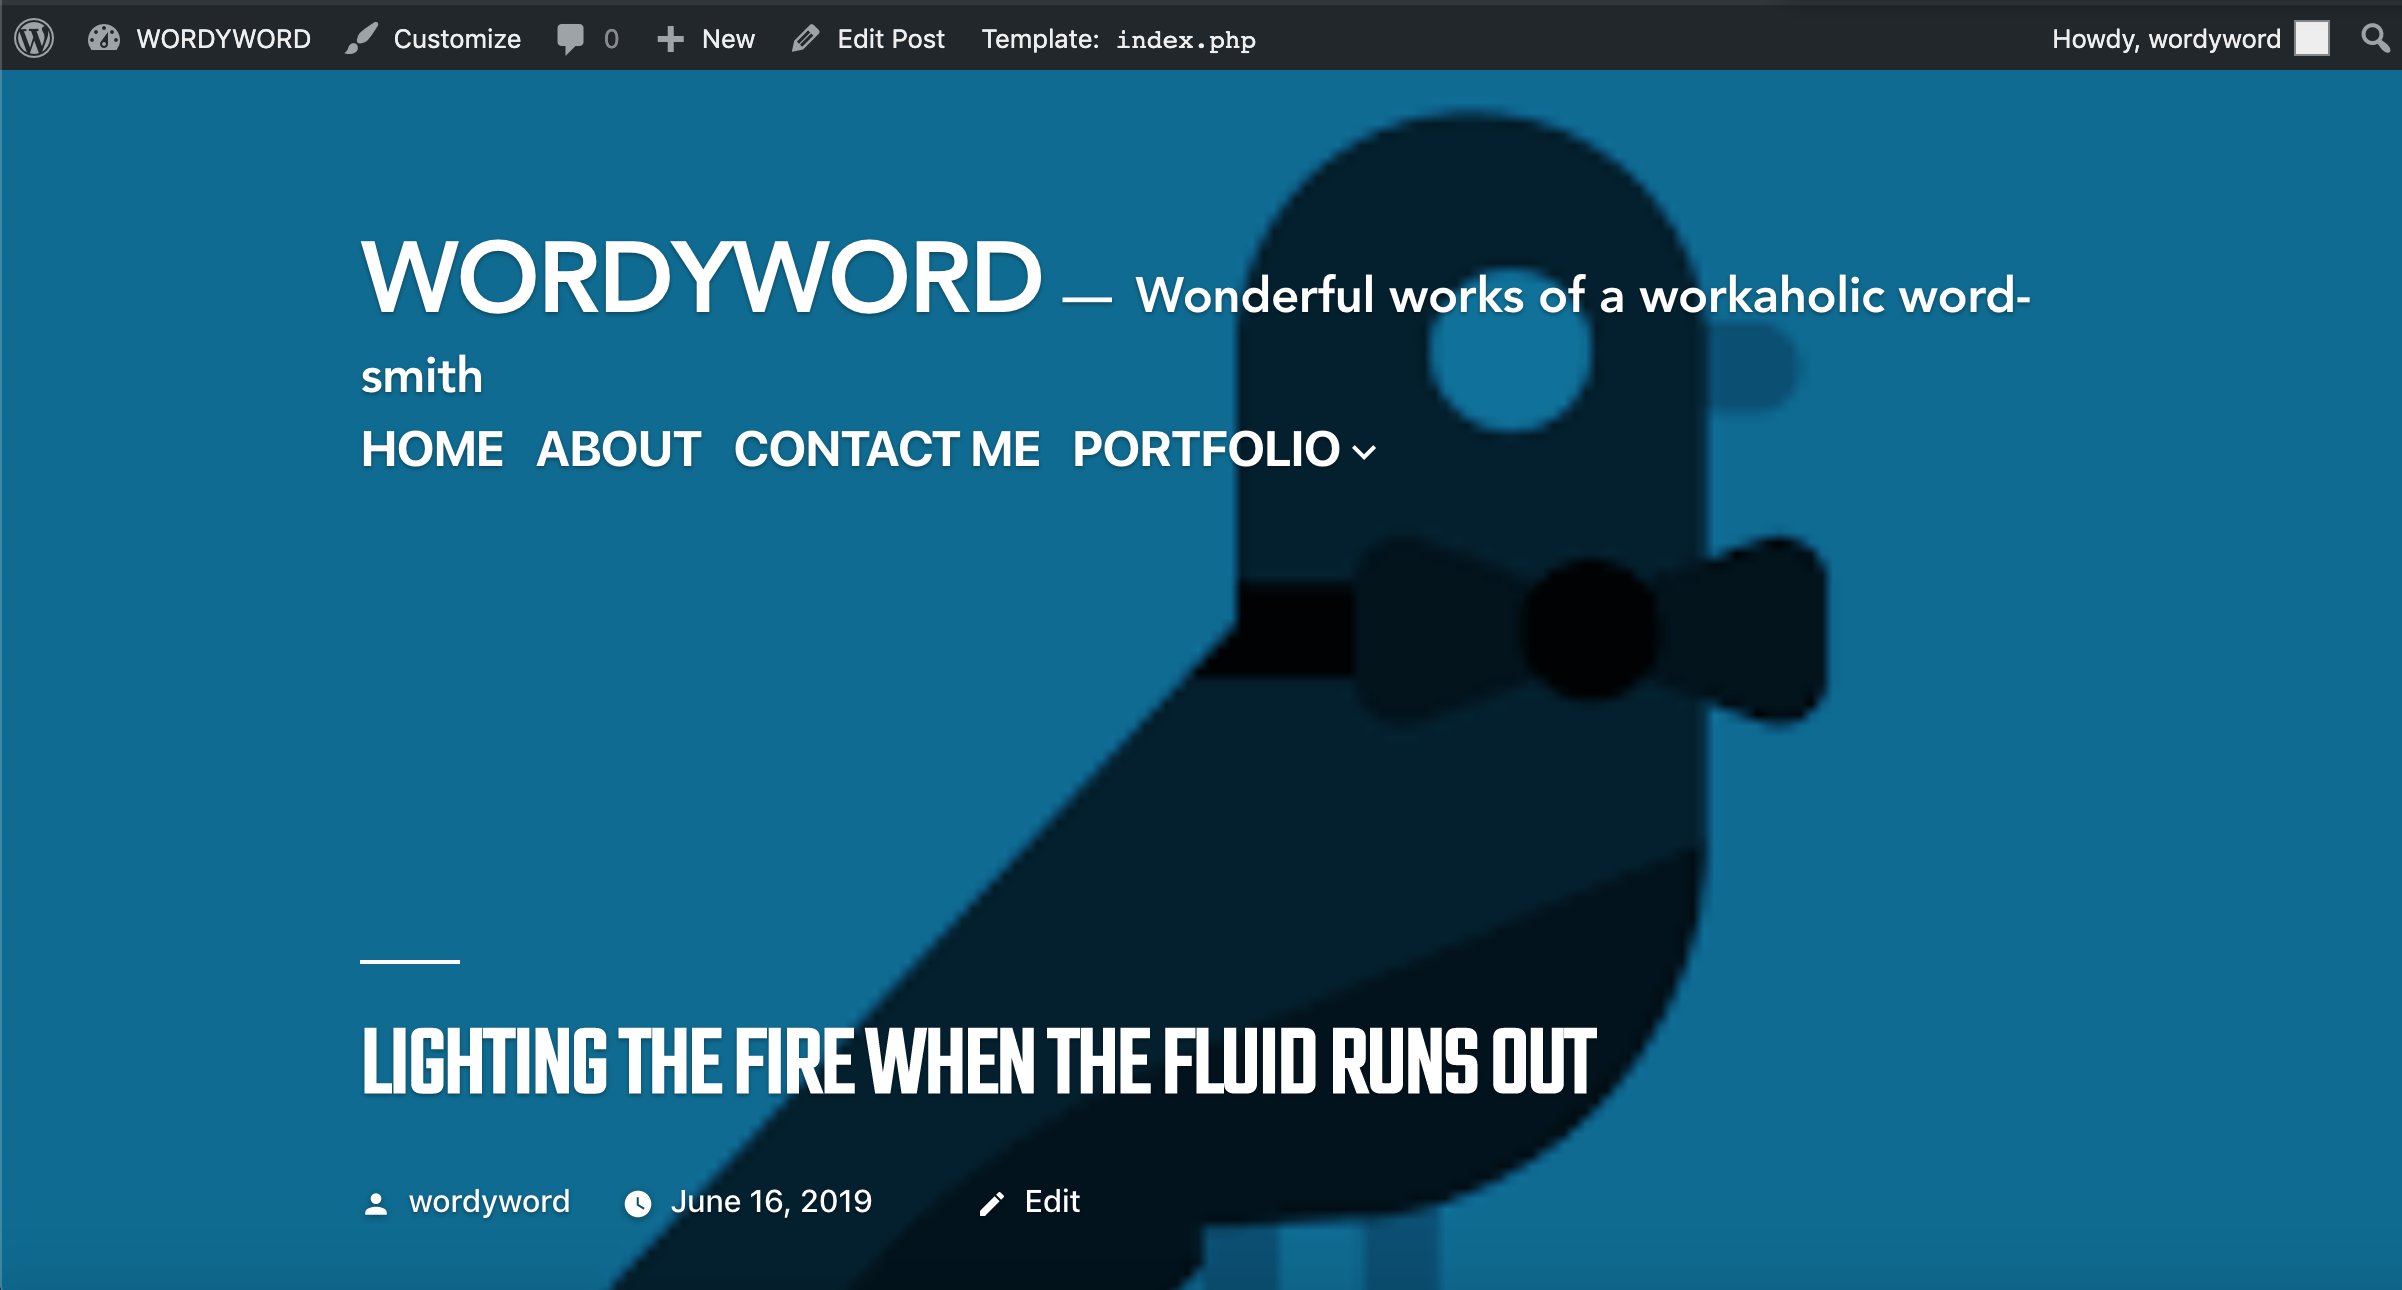 WORDYWORD Customize 0 New Edit Post Template: index.php Howdy, wordyword
WORDYWORD — Wonderful works of a workaholic word-
smith
HOME ABOUT CONTACT ME PORTFOLIO
LIGHTING THE FIRE WHEN THE FLUID RUNS OUT
wordyword June 16, 2019 Edit